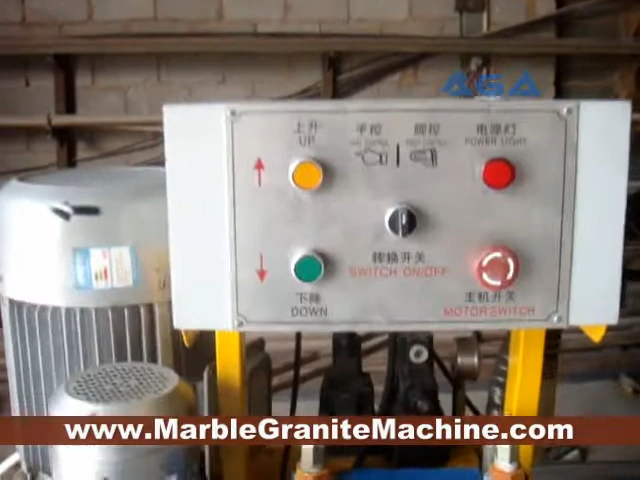 AGA
上升
UP
手控
脚控
电源灯
POWER LIGHT
转换开关
SWITCH ON/OFF
下降
DOWN
主机开关
MOTOR SWITCH
www.MarbleGraniteMachine.com